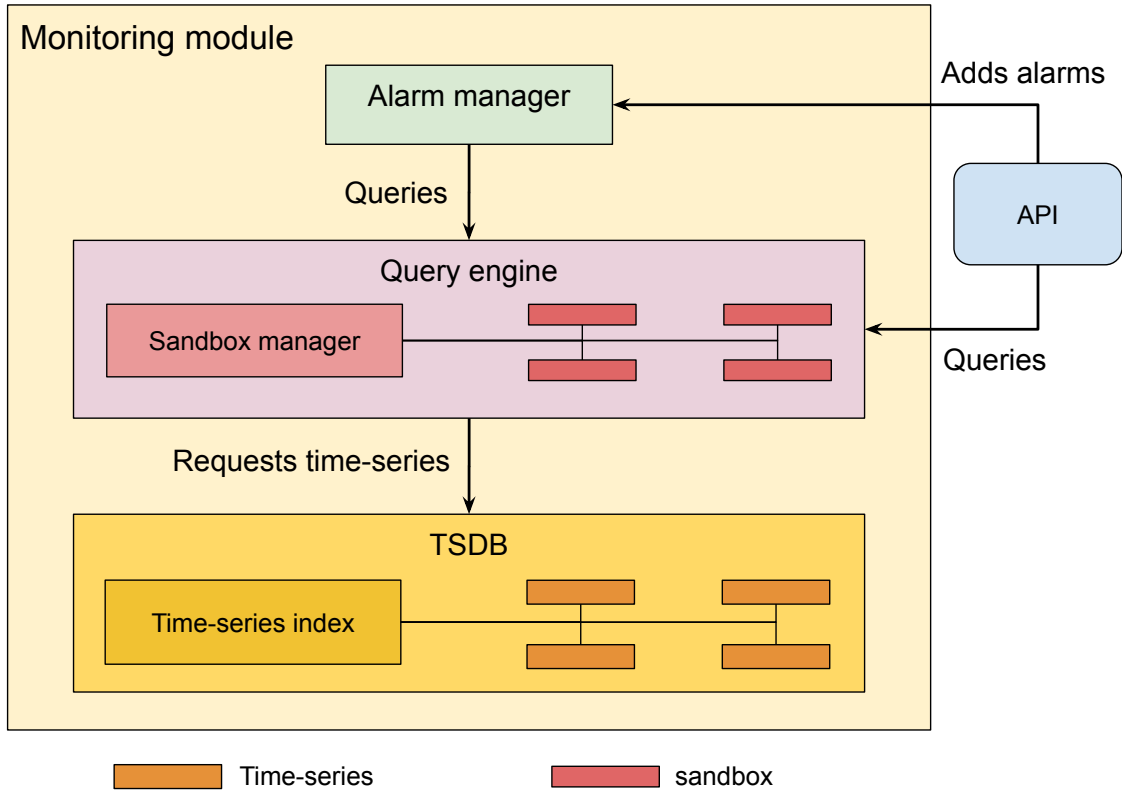 Monitoring module
Alarm manager
Adds alarms
Queries
API
Query engine
Sandbox manager
Queries
Requests time-series
TSDB
Time-series index
Time-series
sandbox